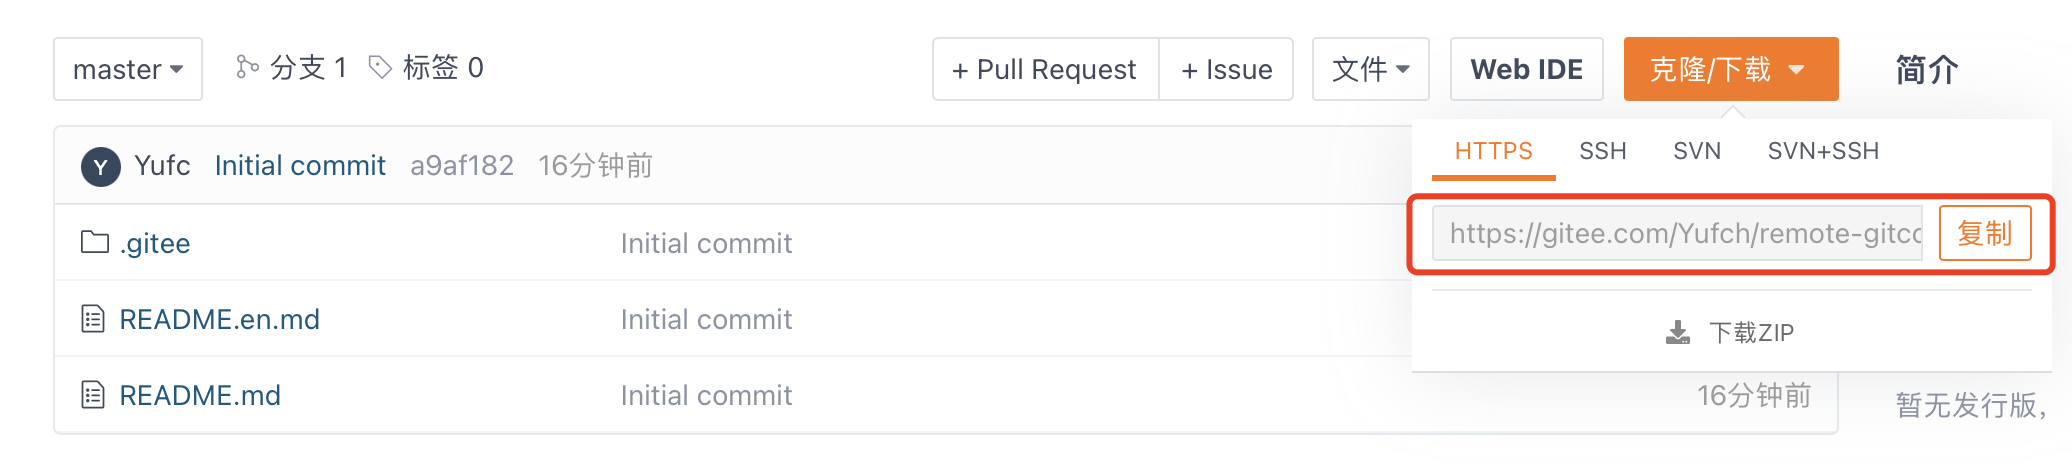 master 分支 1 标签 0 + Pull Request + Issue 文件 Web IDE 克隆/下载 简介
HTTPS SSH SVN SVN+SSH
Y Yufc Initial commit a9af182 16分钟前
https://gitee.com/Yufch/remote-gitco 复制
.gitee Initial commit
README.en.md Initial commit
下载ZIP
README.md Initial commit 16分钟前
暂无发行版，